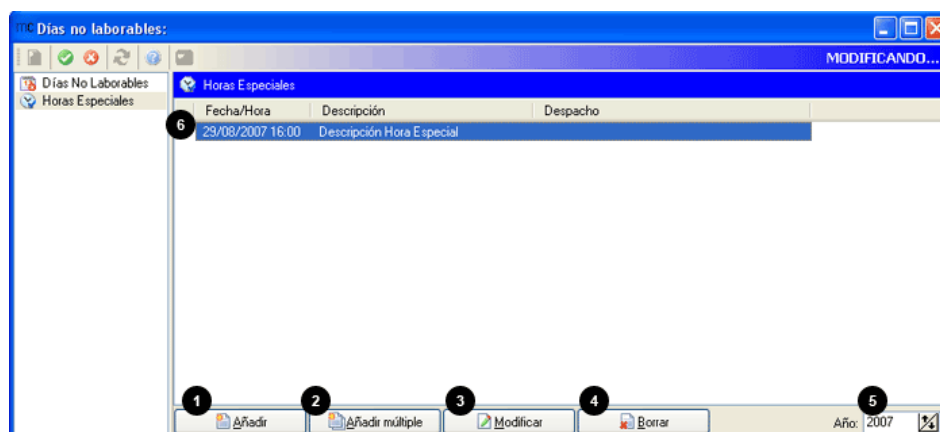 mc Días no laborables:
MODIFICANDO...
Días No Laborables
Horas Especiales
Horas Especiales
Fecha/Hora Descripción Despacho
6
29/08/2007 16:00 Descripción Hora Especial
1 2 3 4 5
Añadir Añadir múltiple Modificar Borrar Año: 2007